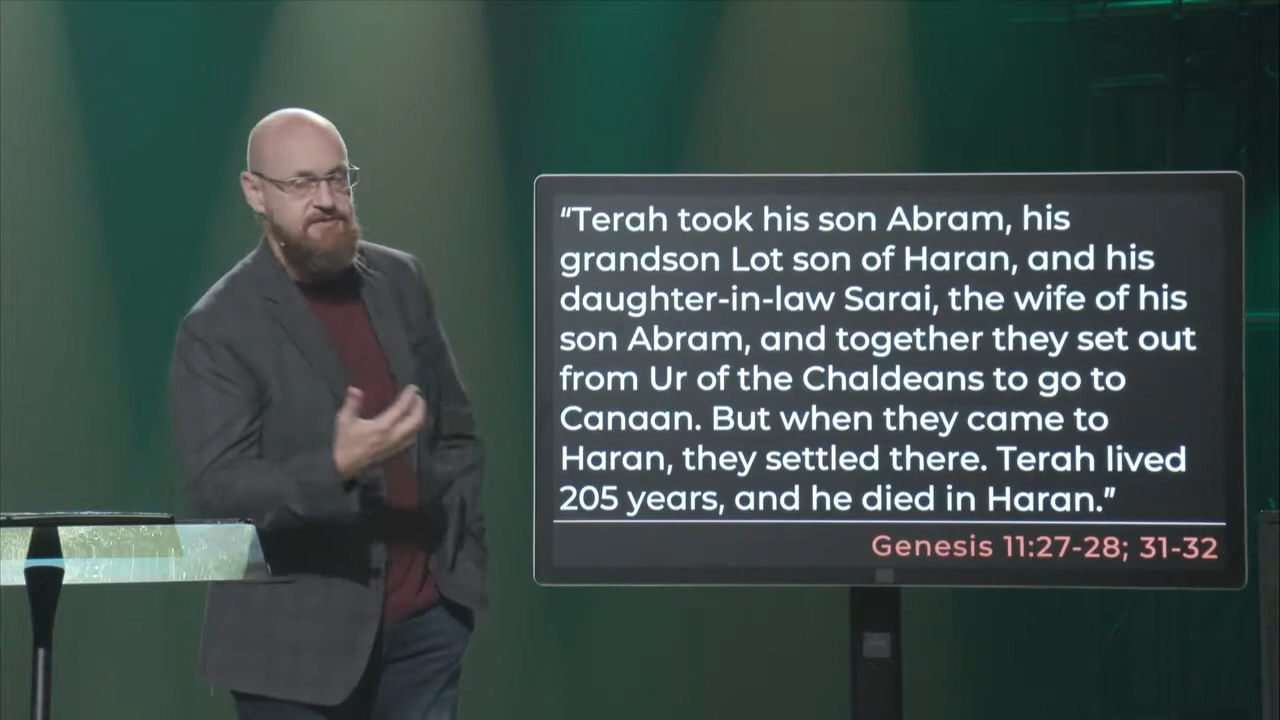 “Terah took his son Abram, his
grandson Lot son of Haran, and his
daughter-in-law Sarai, the wife of his
son Abram, and together they set out
from Ur of the Chaldeans to go to
Canaan. But when they came to
Haran, they settled there. Terah lived
205 years, and he died in Haran.”
Genesis 11:27-28; 31-32